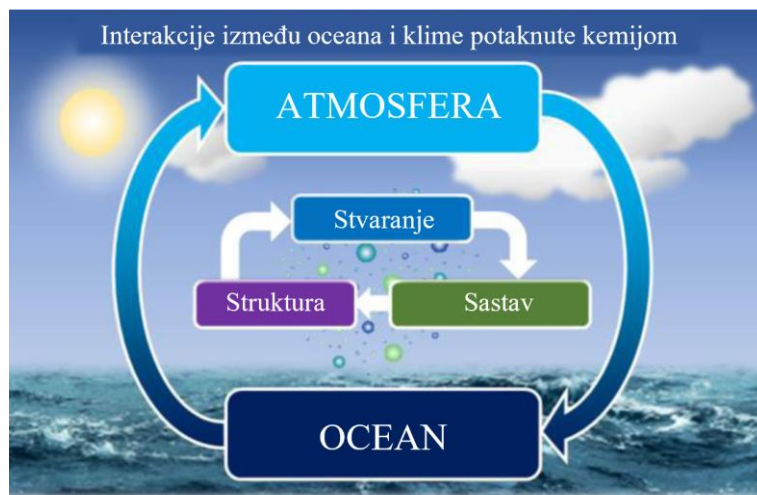 Interakcije između oceana i klime potaknute kemijom
ATMOSFERA
Stvaranje
Struktura
Sastav
OCEAN